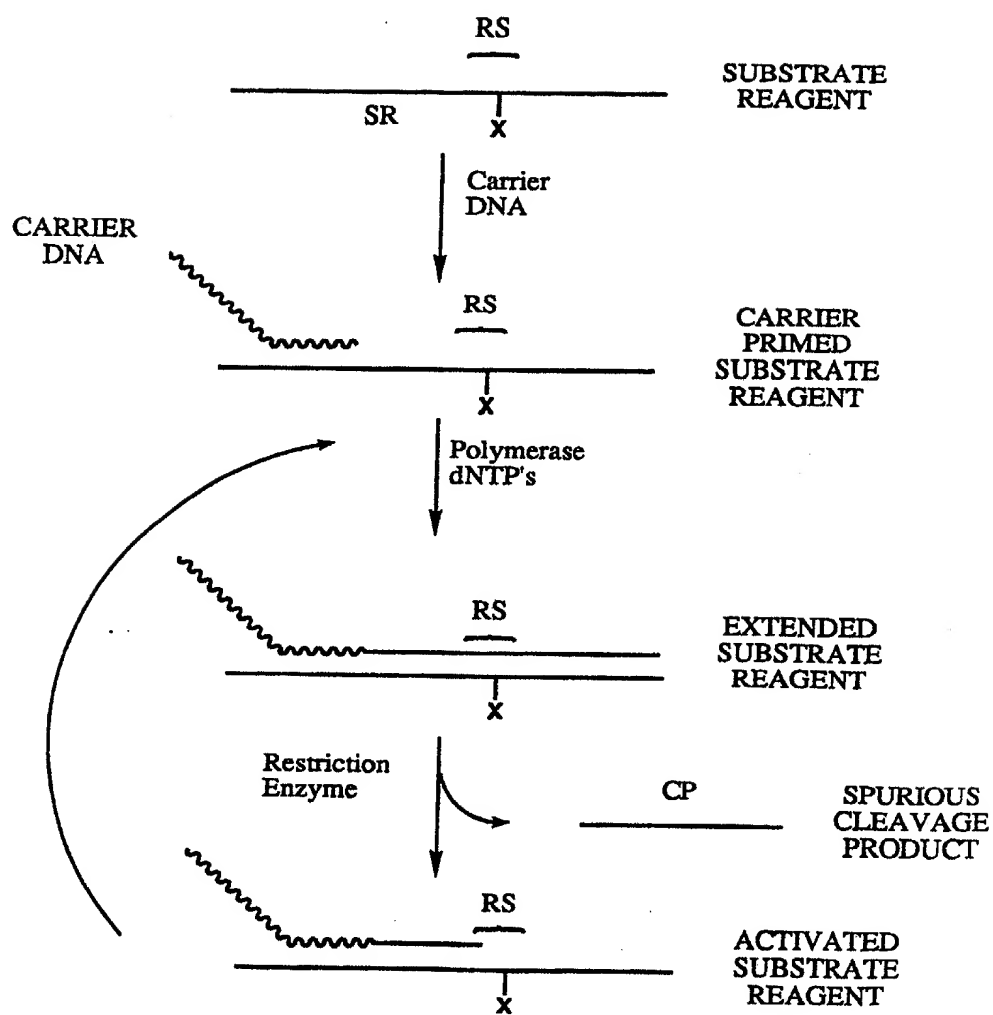 RS
SUBSTRATE
REAGENT
SR
X
Carrier
DNA
CARRIER
DNA
RS
CARRIER
PRIMED
SUBSTRATE
REAGENT
X
Polymerase
dNTP's
RS
EXTENDED
SUBSTRATE
REAGENT
X
Restriction
Enzyme
CP
SPURIOUS
CLEAVAGE
PRODUCT
RS
ACTIVATED
SUBSTRATE
REAGENT
X